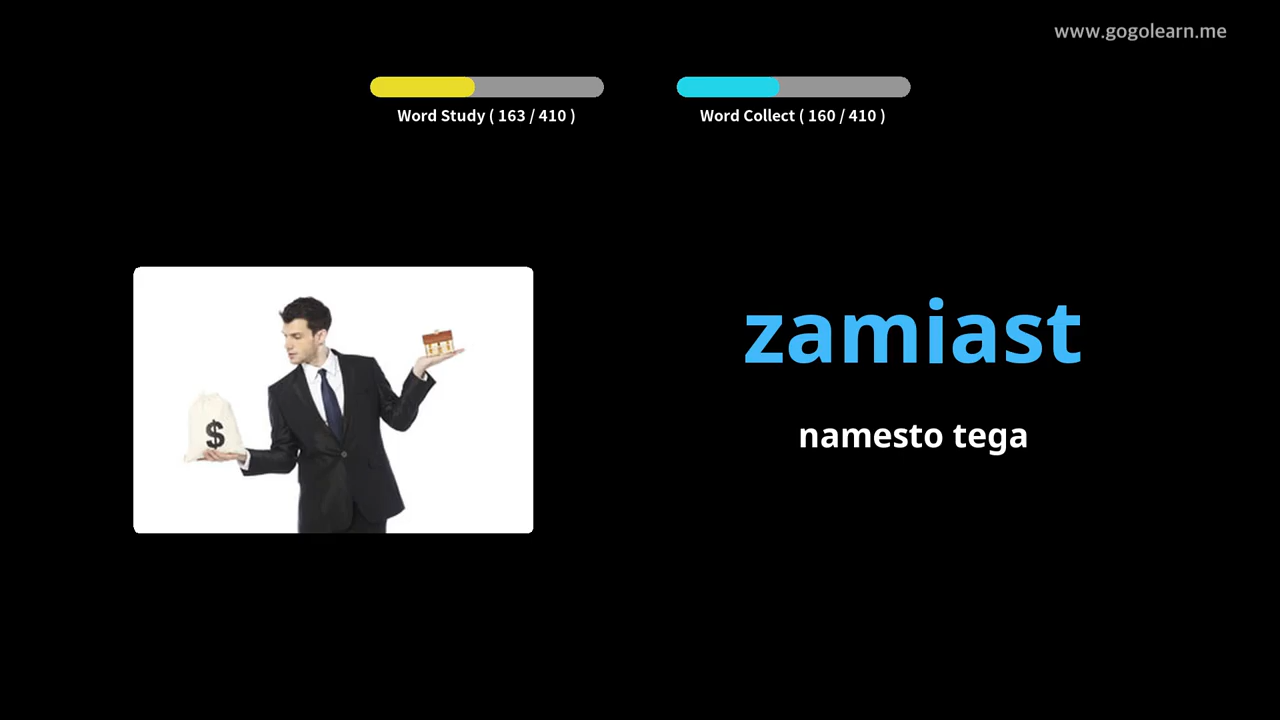 www.gogolearn.me
Word Study ( 163 / 410 )
Word Collect ( 160 / 410 )
$
zamiast
namesto tega